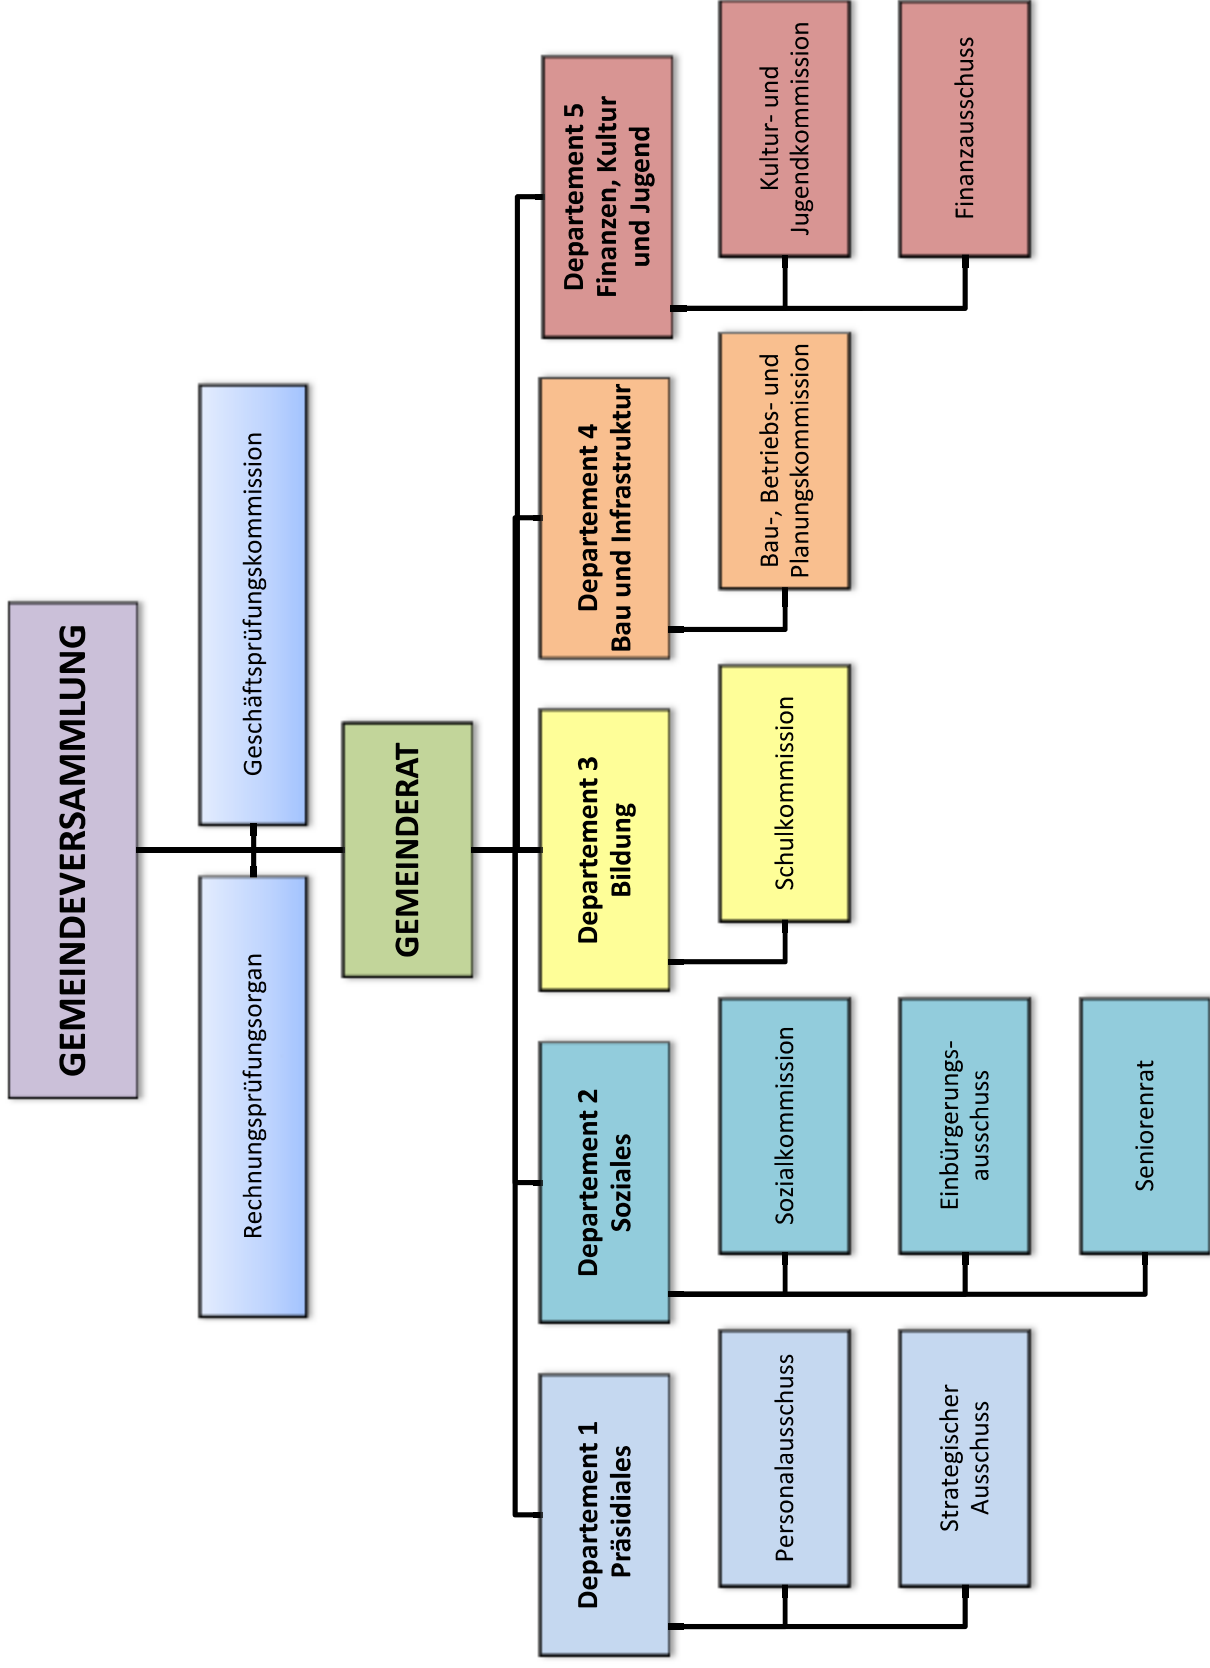 GEMEINDEVERSAMMLUNG
Rechnungsprüfungsorgan
Geschäftsprüfungskommission
GEMEINDERAT
Departement 1
Präsidiales
Departement 2
Soziales
Departement 3
Bildung
Departement 4
Bau und Infrastruktur
Departement 5
Finanzen, Kultur
und Jugend
Personalausschuss
Sozialkommission
Schulkommission
Bau-, Betriebs- und
Planungskommission
Kultur- und
Jugendkommission
Strategischer
Ausschuss
Einbürgerungs-
ausschuss
Finanzausschuss
Seniorenrat